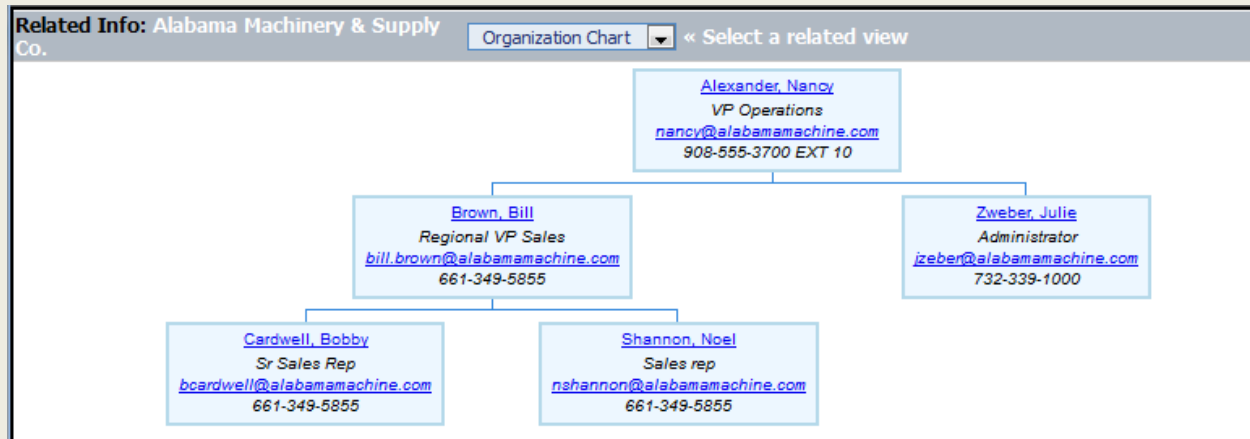 Related Info: Alabama Machinery & Supply
Co.
Organization Chart
« Select a related view
Alexander, Nancy
VP Operations
nancy@alabamamachine.com
908-555-3700 EXT 10
Brown, Bill
Regional VP Sales
bill.brown@alabamamachine.com
661-349-5855
Zweber, Julie
Administrator
jzeber@alabamamachine.com
732-339-1000
Cardwell, Bobby
Sr Sales Rep
bcardwell@alabamamachine.com
661-349-5855
Shannon, Noel
Sales rep
nshannon@alabamamachine.com
661-349-5855